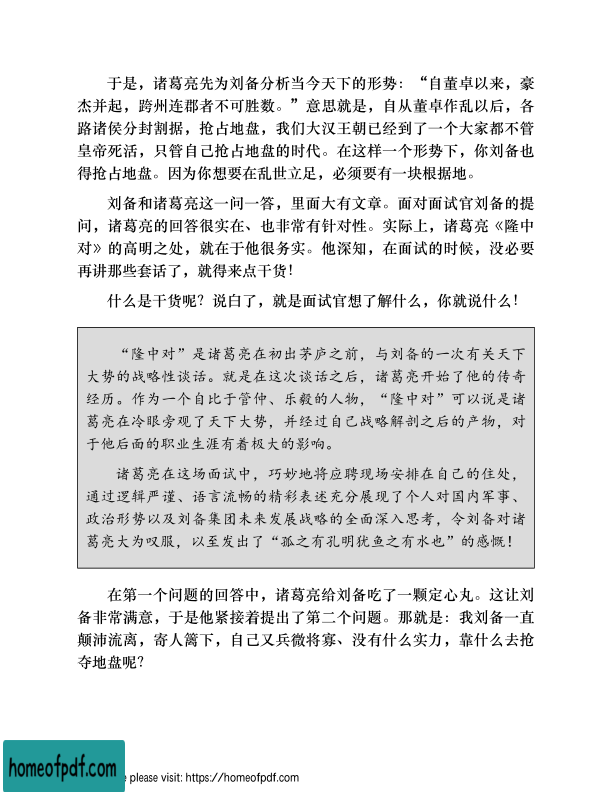 于是，诸葛亮先为刘备分析当今天下的形势：“自董卓以来，豪
杰并起，跨州连郡者不可胜数。”意思就是，自从董卓作乱以后，各
路诸侯分封割据，抢占地盘，我们大汉王朝已经到了一个大家都不管
皇帝死活，只管自己抢占地盘的时代。在这样一个形势下，你刘备也
得抢占地盘。因为你想要在乱世立足，必须要有一块根据地。
刘备和诸葛亮这一问一答，里面大有文章。面对面试官刘备的提
问，诸葛亮的回答很实在、也非常有针对性。实际上，诸葛亮《隆中
对》的高明之处，就在于他很务实。他深知，在面试的时候，没必要
再讲那些套话了，就得来点干货！
什么是干货呢？说白了，就是面试官想了解什么，你就说什么！
“隆中对”是诸葛亮在初出茅庐之前，与刘备的一次有关天下
大势的战略性谈话。就是在这次谈话之后，诸葛亮开始了他的传奇
经历。作为一个自比于管仲、乐毅的人物，“隆中对”可以说是诸
葛亮在冷眼旁观了天下大势，并经过自己战略解剖之后的产物，对
于他后面的职业生涯有着极大的影响。
诸葛亮在这场面试中，巧妙地将应聘现场安排在自己的住处，
通过逻辑严谨、语言流畅的精彩表述充分展现了个人对国内军事、
政治形势以及刘备集团未来发展战略的全面深入思考，令刘备对诸
葛亮大为叹服，以至发出了“孤之有孔明犹鱼之有水也”的感慨！
在第一个问题的回答中，诸葛亮给刘备吃了一颗定心丸。这让刘
备非常满意，于是他紧接着提出了第二个问题。那就是：我刘备一直
颠沛流离，寄人篱下，自己又兵微将寡、没有什么实力，靠什么去抢
夺地盘呢？
homeofpdf.com
e please visit: https://homeofpdf.com